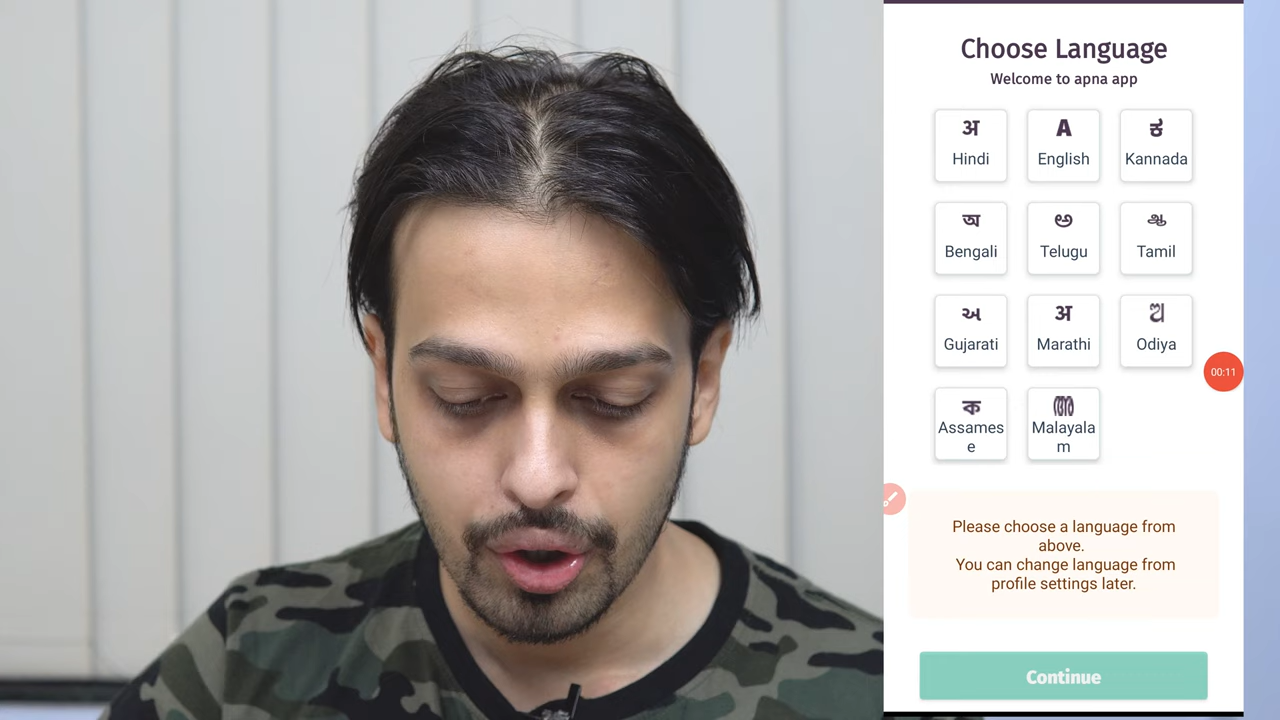 Choose Language
Welcome to apna app
अ A ಕ
Hindi English Kannada
অ అ ஆ
Bengali Telugu Tamil
અ अ ଅ
Gujarati Marathi Odiya
00:11
ক അ
Assames Malayala
e m
Please choose a language from
above.
You can change language from
profile settings later.
Continue